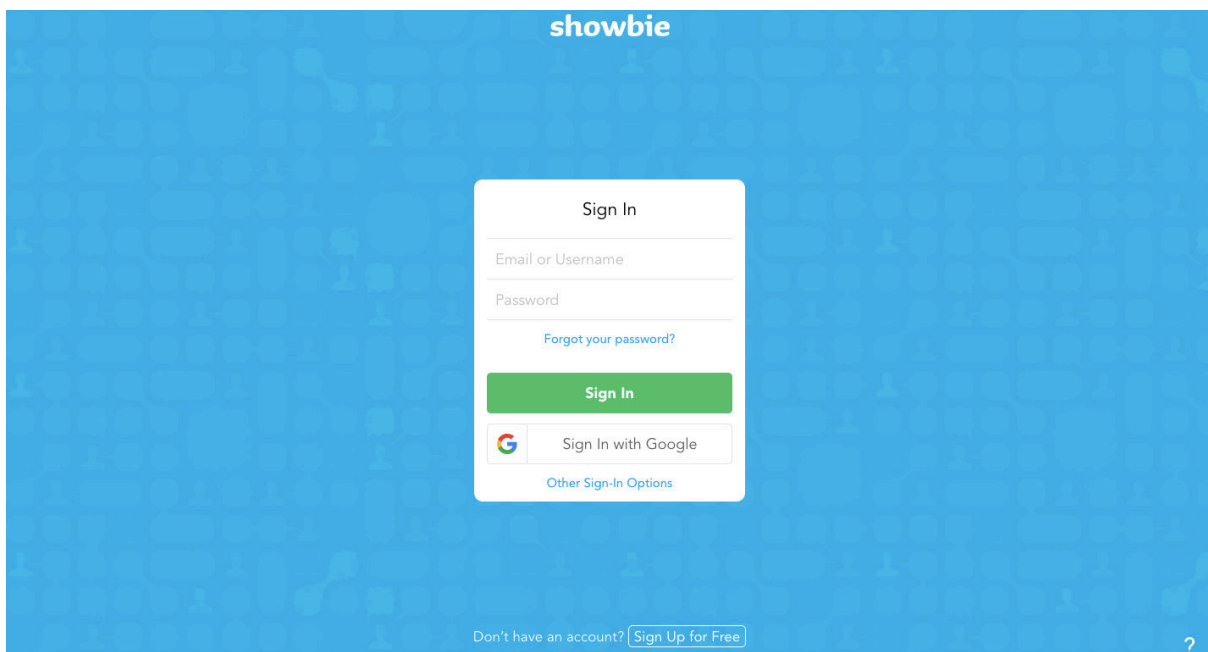 showbie
Sign In
Email or Username
Password
Forgot your password?
Sign In
Sign In with Google
Other Sign-In Options
Don't have an account? Sign Up for Free
?